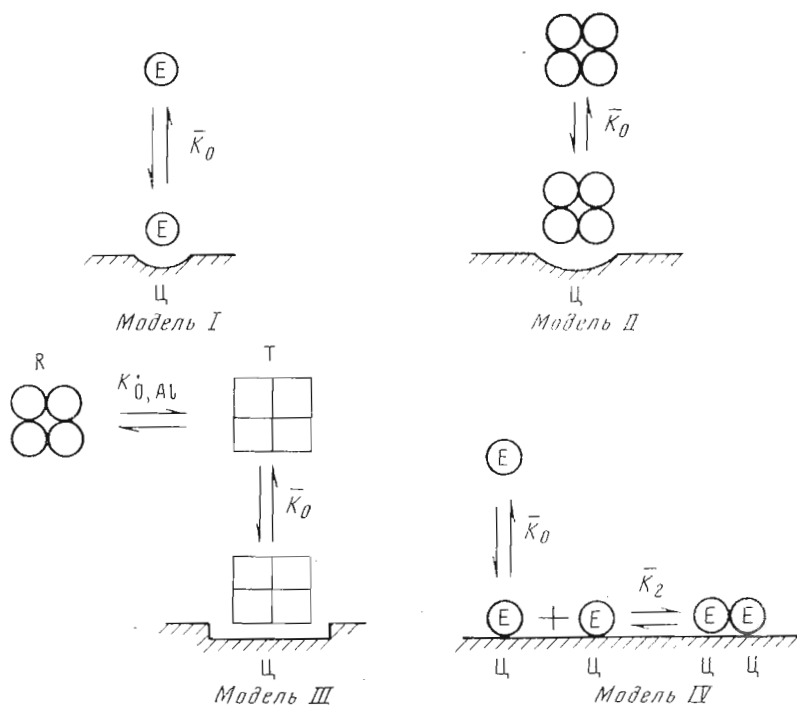 E
K̄₀
E
Ц
Модель I
K̄₀
Ц
Модель II
R
K₀,Al
T
K̄₀
Ц
Модель III
E
K̄₀
E + E
K̄₂
E E
Ц Ц Ц Ц
Модель IV